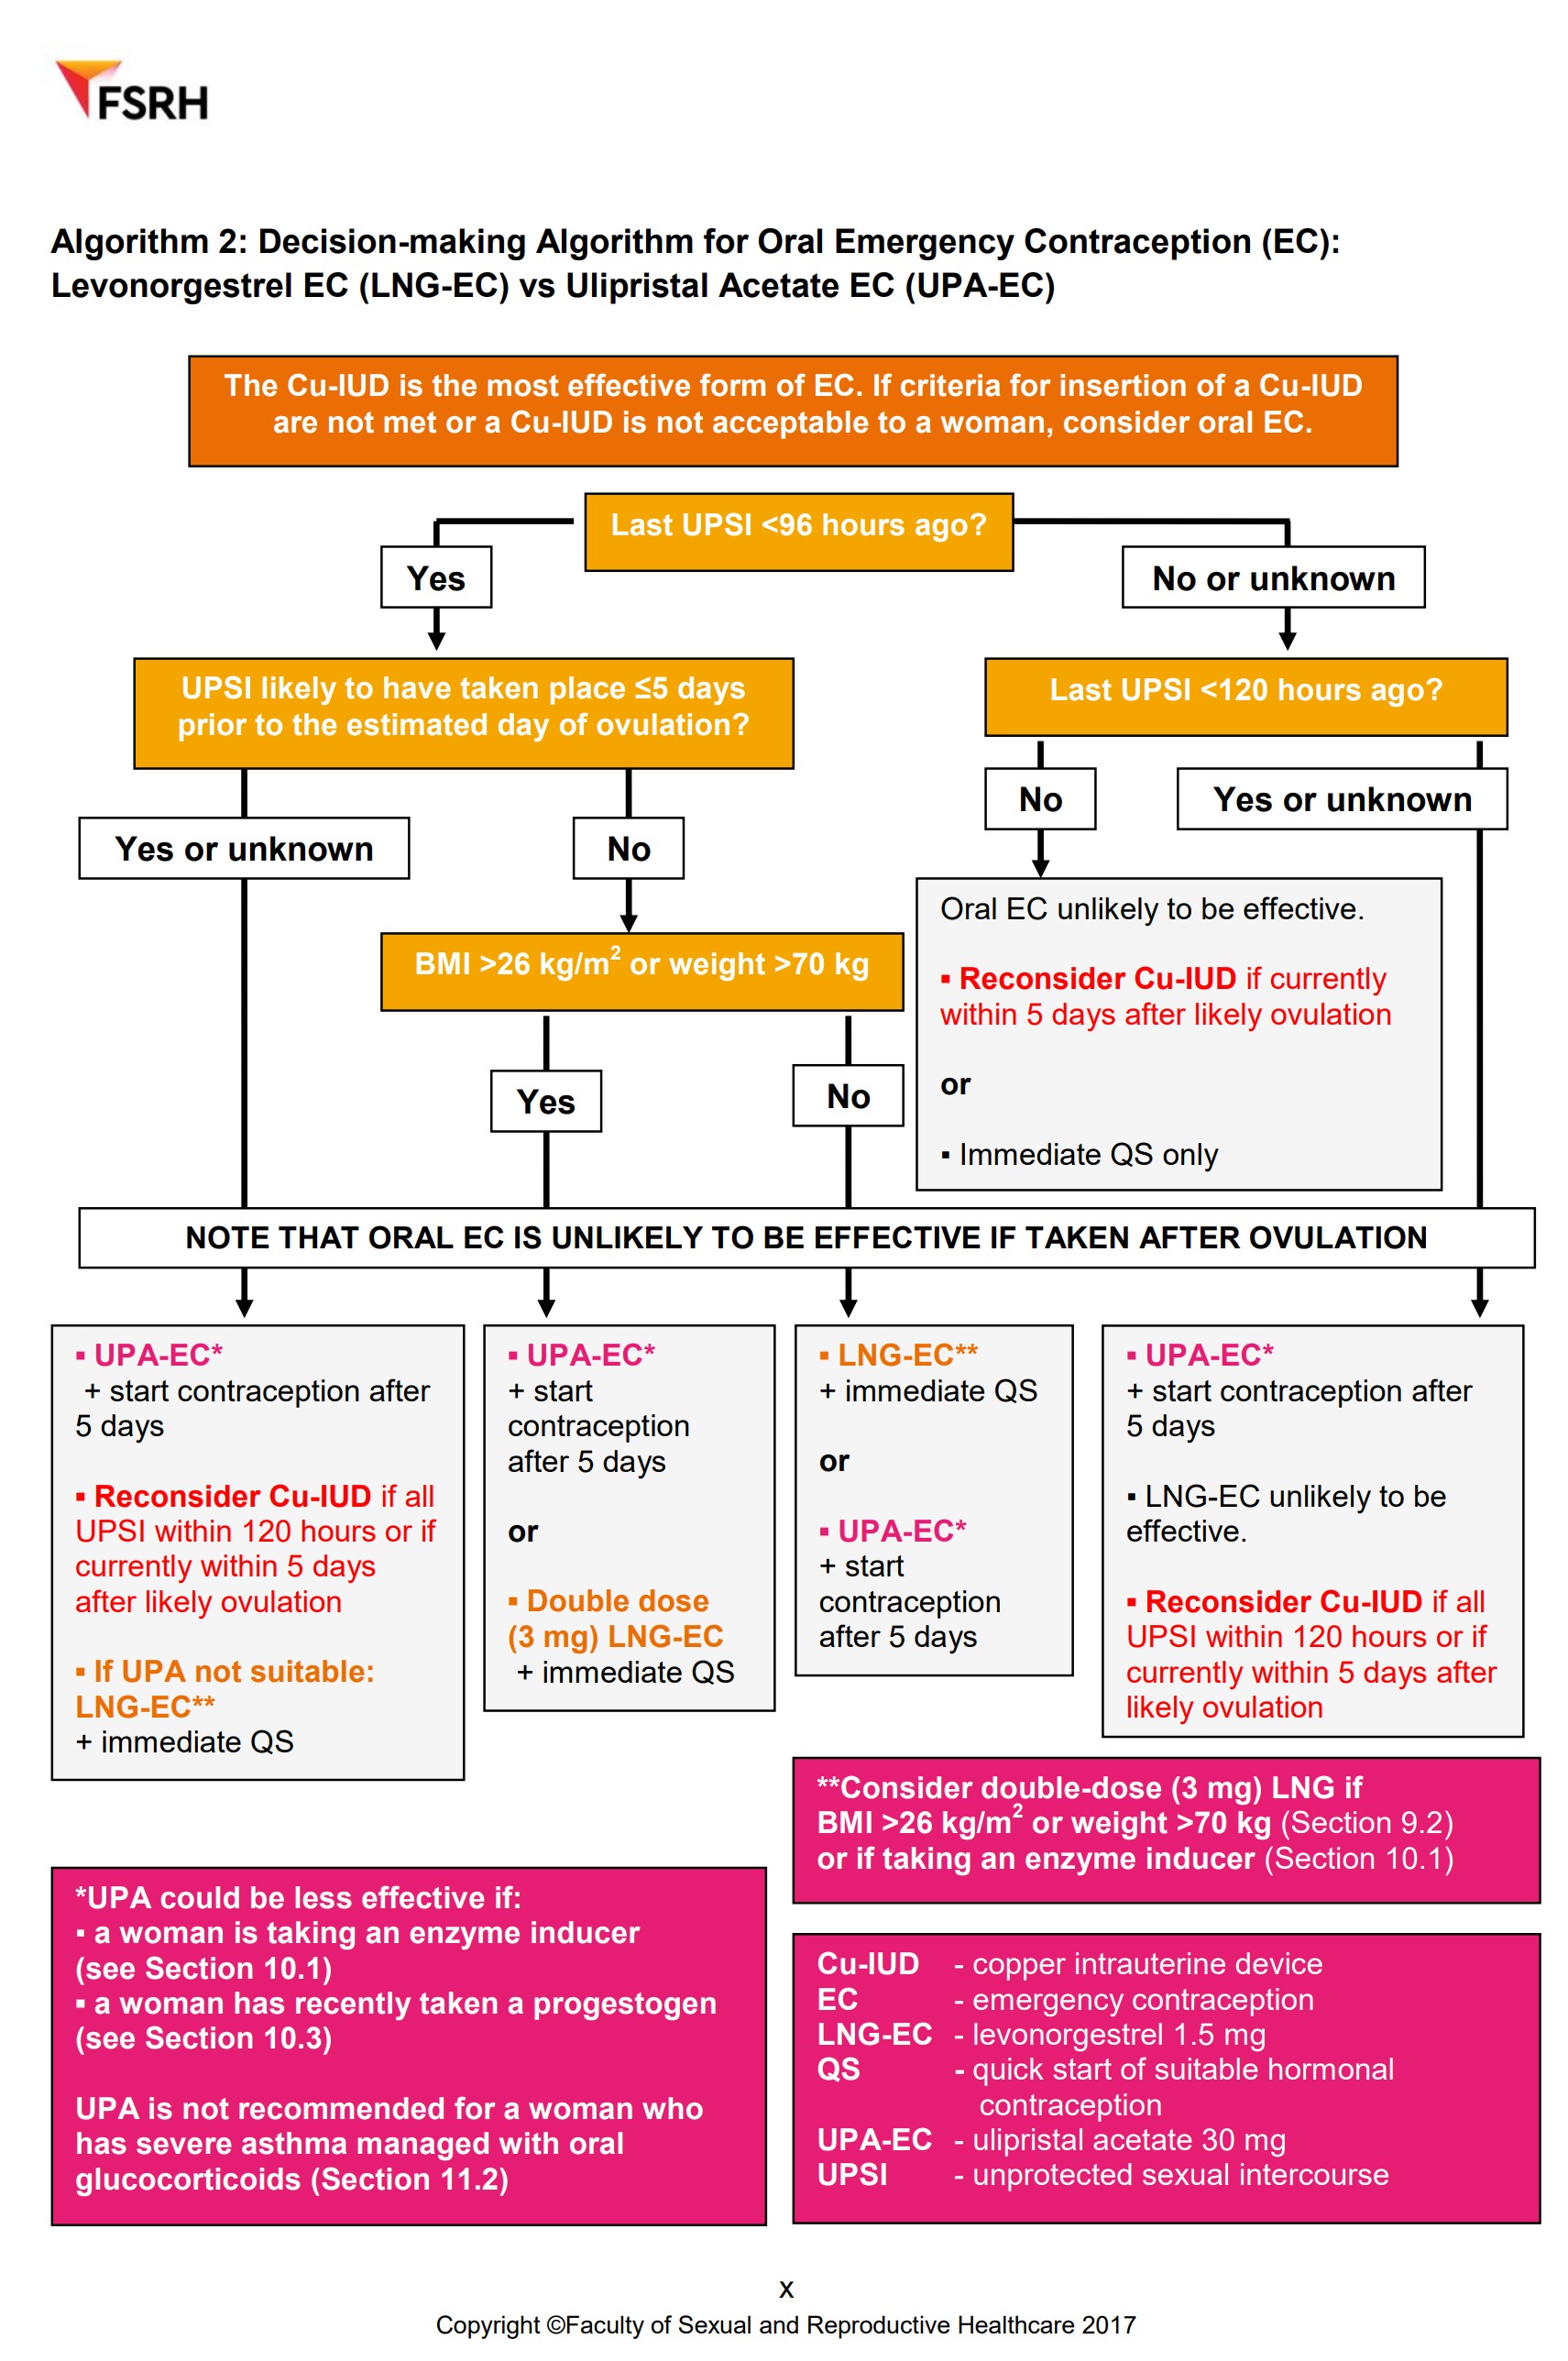 FSRH
Algorithm 2: Decision-making Algorithm for Oral Emergency Contraception (EC):
Levonorgestrel EC (LNG-EC) vs Ulipristal Acetate EC (UPA-EC)
The Cu-IUD is the most effective form of EC. If criteria for insertion of a Cu-IUD
are not met or a Cu-IUD is not acceptable to a woman, consider oral EC.
Last UPSI <96 hours ago?
Yes
No or unknown
UPSI likely to have taken place ≤5 days
prior to the estimated day of ovulation?
Last UPSI <120 hours ago?
Yes or unknown
No
No
Yes or unknown
BMI >26 kg/m² or weight >70 kg
Yes
No
Oral EC unlikely to be effective.
▪ Reconsider Cu-IUD if currently
within 5 days after likely ovulation
or
▪ Immediate QS only
NOTE THAT ORAL EC IS UNLIKELY TO BE EFFECTIVE IF TAKEN AFTER OVULATION
▪ UPA-EC*
+ start contraception after
5 days
▪ Reconsider Cu-IUD if all
UPSI within 120 hours or if
currently within 5 days
after likely ovulation
▪ If UPA not suitable:
LNG-EC**
+ immediate QS
▪ UPA-EC*
+ start
contraception
after 5 days
or
▪ Double dose
(3 mg) LNG-EC
+ immediate QS
▪ LNG-EC**
+ immediate QS
or
▪ UPA-EC*
+ start
contraception
after 5 days
▪ UPA-EC*
+ start contraception after
5 days
▪ LNG-EC unlikely to be
effective.
▪ Reconsider Cu-IUD if all
UPSI within 120 hours or if
currently within 5 days after
likely ovulation
**Consider double-dose (3 mg) LNG if
BMI >26 kg/m² or weight >70 kg (Section 9.2)
or if taking an enzyme inducer (Section 10.1)
*UPA could be less effective if:
▪ a woman is taking an enzyme inducer
(see Section 10.1)
▪ a woman has recently taken a progestogen
(see Section 10.3)
UPA is not recommended for a woman who
has severe asthma managed with oral
glucocorticoids (Section 11.2)
Cu-IUD - copper intrauterine device
EC - emergency contraception
LNG-EC - levonorgestrel 1.5 mg
QS - quick start of suitable hormonal
contraception
UPA-EC - ulipristal acetate 30 mg
UPSI - unprotected sexual intercourse
x
Copyright ©Faculty of Sexual and Reproductive Healthcare 2017